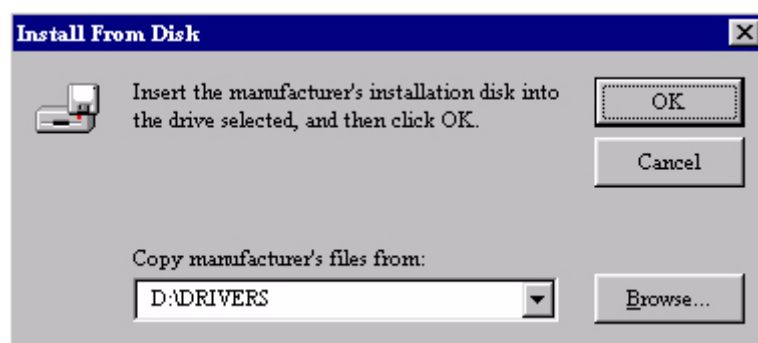 Install From Disk
Insert the manufacturer's installation disk into
the drive selected, and then click OK.
OK
Cancel
Copy manufacturer's files from:
D:\DRIVERS
Browse...